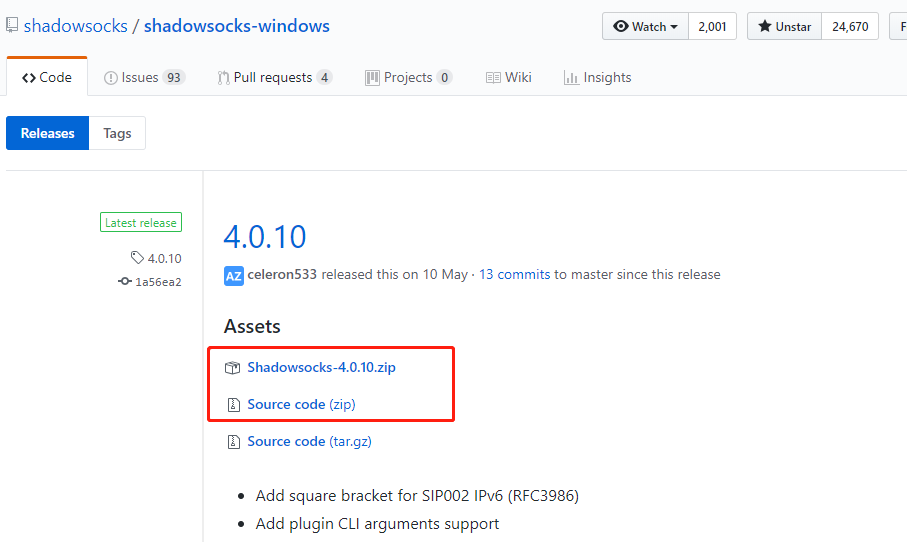 shadowsocks / shadowsocks-windows
Watch 2,001 Unstar 24,670 F
Code Issues 93 Pull requests 4 Projects 0 Wiki Insights
Releases Tags
Latest release
4.0.10
1a56ea2
4.0.10
AZ celeron533 released this on 10 May · 13 commits to master since this release
Assets
Shadowsocks-4.0.10.zip
Source code (zip)
Source code (tar.gz)
• Add square bracket for SIP002 IPv6 (RFC3986)
• Add plugin CLI arguments support